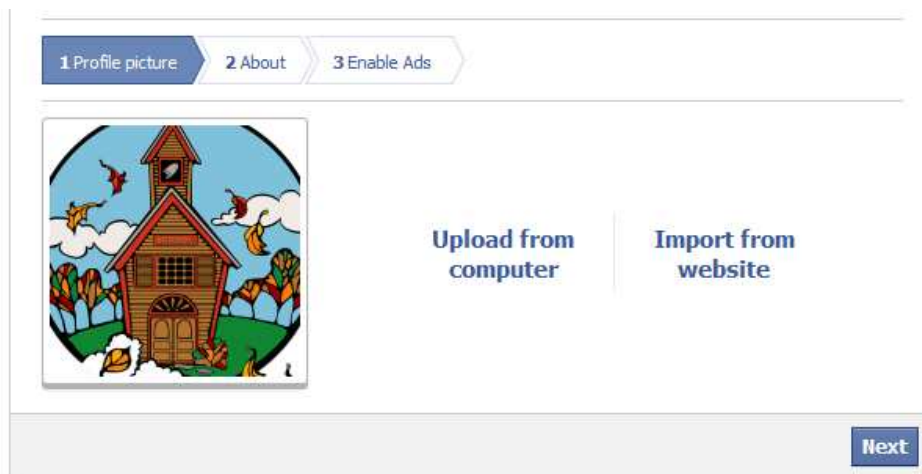 1 Profile picture 2 About 3 Enable Ads
Upload from
computer
Import from
website
Next